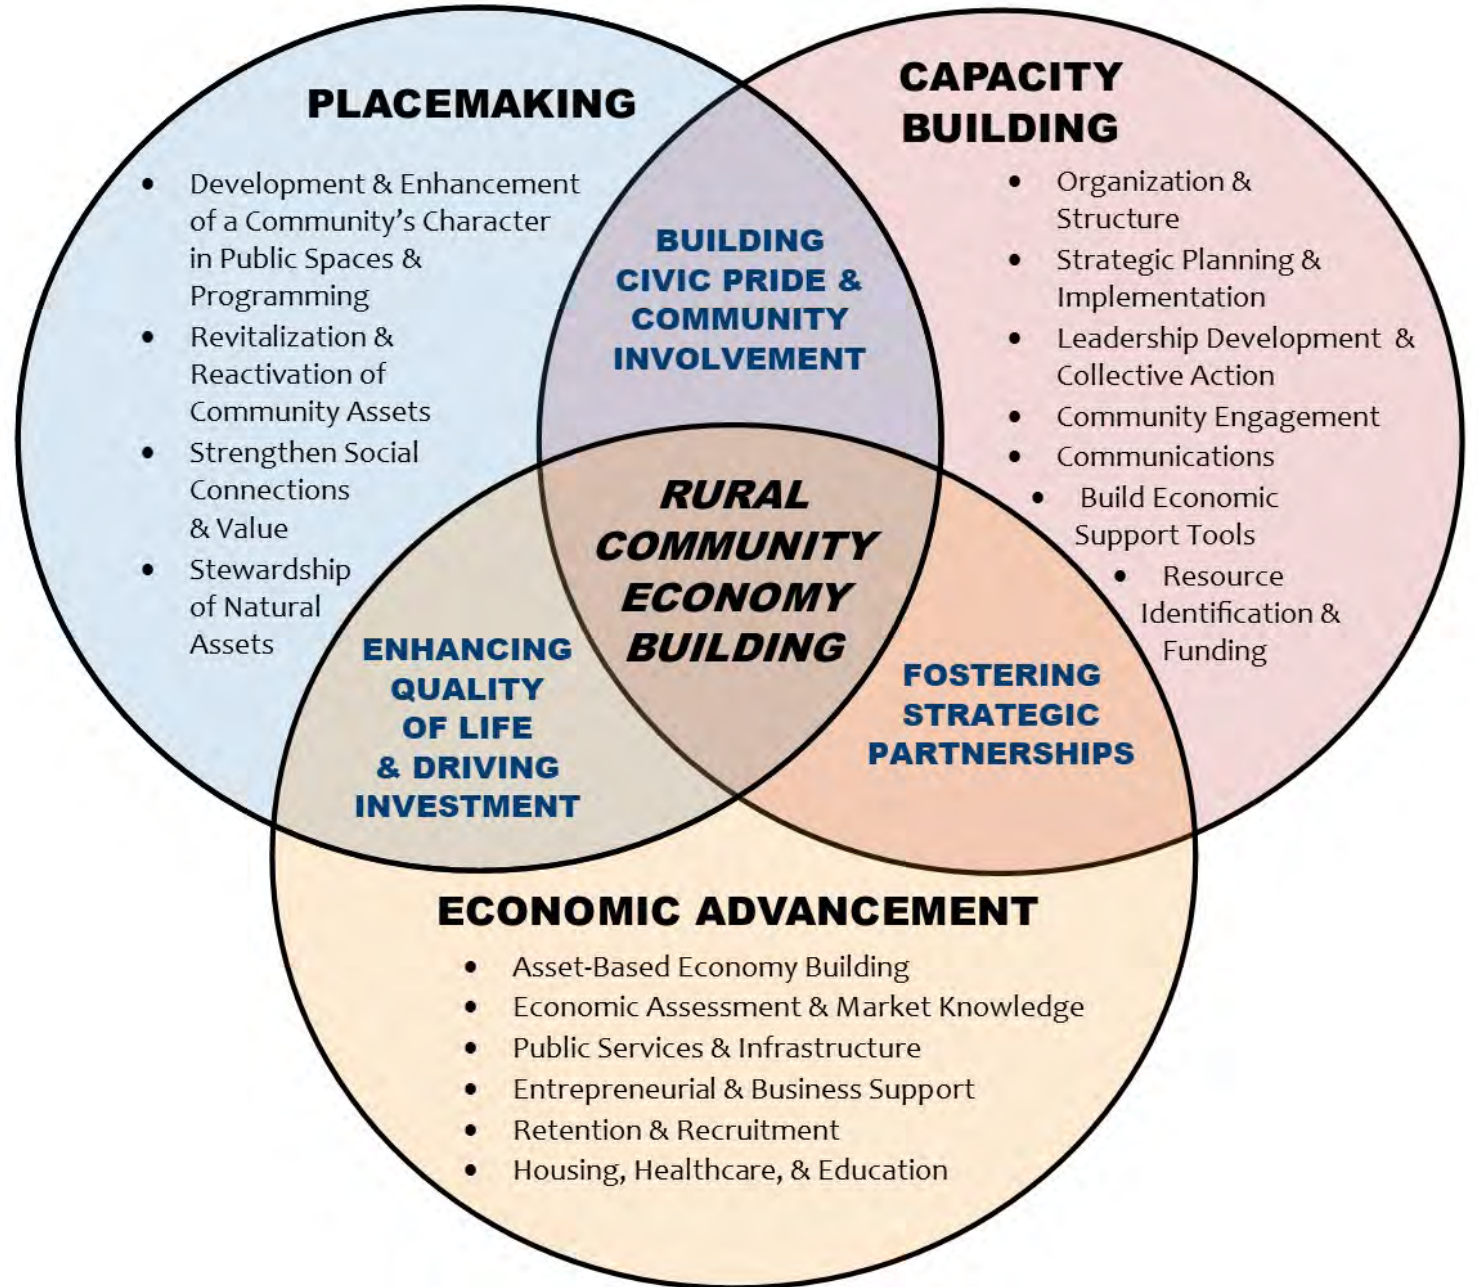 PLACEMAKING
• Development & Enhancement
of a Community’s Character
in Public Spaces &
Programming
• Revitalization &
Reactivation of
Community Assets
• Strengthen Social
Connections
& Value
• Stewardship
of Natural
Assets
BUILDING
CIVIC PRIDE &
COMMUNITY
INVOLVEMENT
CAPACITY
BUILDING
• Organization &
Structure
• Strategic Planning &
Implementation
• Leadership Development &
Collective Action
• Community Engagement
• Communications
• Build Economic
Support Tools
• Resource
Identification &
Funding
RURAL
COMMUNITY
ECONOMY
BUILDING
ENHANCING
QUALITY
OF LIFE
& DRIVING
INVESTMENT
FOSTERING
STRATEGIC
PARTNERSHIPS
ECONOMIC ADVANCEMENT
• Asset-Based Economy Building
• Economic Assessment & Market Knowledge
• Public Services & Infrastructure
• Entrepreneurial & Business Support
• Retention & Recruitment
• Housing, Healthcare, & Education